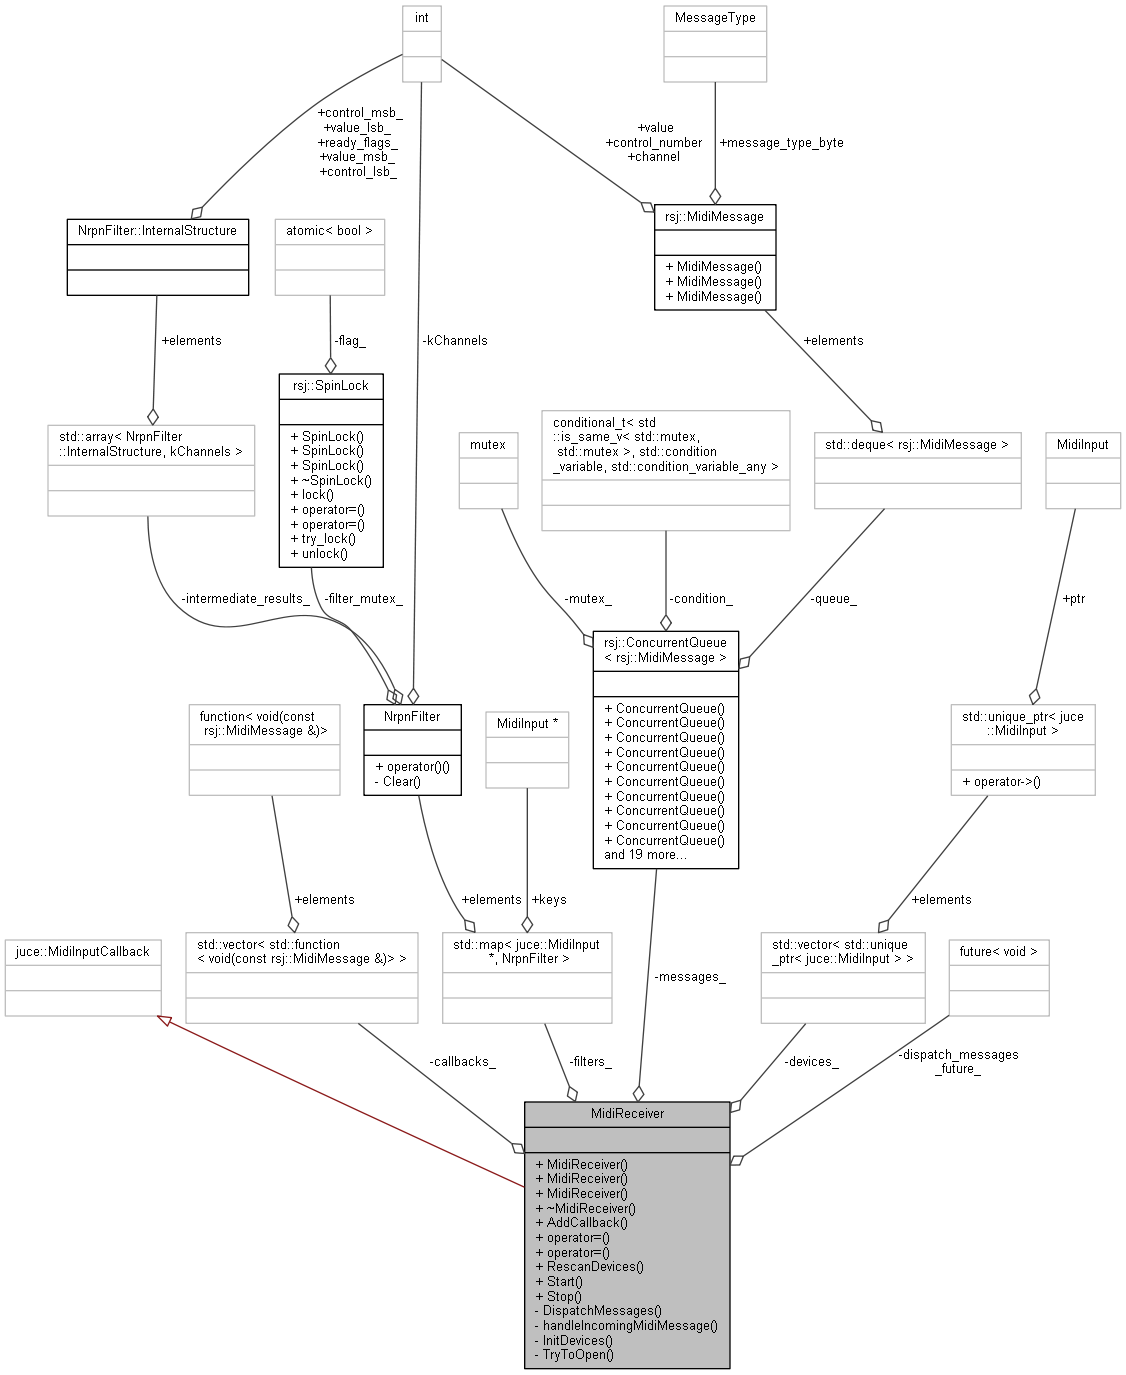 int
MessageType
+control_msb_
+value_lsb_
+ready_flags_
+value_msb_
+control_lsb_
+value
+control_number
+channel
+message_type_byte
NrpnFilter::InternalStructure
atomic< bool >
rsj::MidiMessage
+ MidiMessage()
+ MidiMessage()
+ MidiMessage()
+elements
-flag_
-kChannels
+elements
rsj::SpinLock
+ SpinLock()
+ SpinLock()
+ SpinLock()
+ ~SpinLock()
+ lock()
+ operator=()
+ operator=()
+ try_lock()
+ unlock()
std::array< NrpnFilter
::InternalStructure, kChannels >
mutex
conditional_t< std
::is_same_v< std::mutex,
std::mutex >, std::condition
_variable, std::condition_variable_any >
std::deque< rsj::MidiMessage >
MidiInput
-intermediate_results_
-filter_mutex_
-mutex_
-condition_
-queue_
+ptr
rsj::ConcurrentQueue
< rsj::MidiMessage >
+ ConcurrentQueue()
+ ConcurrentQueue()
+ ConcurrentQueue()
+ ConcurrentQueue()
+ ConcurrentQueue()
+ ConcurrentQueue()
+ ConcurrentQueue()
+ ConcurrentQueue()
+ ConcurrentQueue()
+ ConcurrentQueue()
and 19 more...
function< void(const
rsj::MidiMessage &)>
NrpnFilter
+ operator()()
- Clear()
MidiInput *
std::unique_ptr< juce
::MidiInput >
+ operator->()
+elements
+elements
+keys
+elements
juce::MidiInputCallback
std::vector< std::function
< void(const rsj::MidiMessage &)> >
std::map< juce::MidiInput
*, NrpnFilter >
-messages_
std::vector< std::unique
_ptr< juce::MidiInput > >
future< void >
-callbacks_
-filters_
-devices_
-dispatch_messages
_future_
MidiReceiver
+ MidiReceiver()
+ MidiReceiver()
+ MidiReceiver()
+ ~MidiReceiver()
+ AddCallback()
+ operator=()
+ operator=()
+ RescanDevices()
+ Start()
+ Stop()
- DispatchMessages()
- handleIncomingMidiMessage()
- InitDevices()
- TryToOpen()